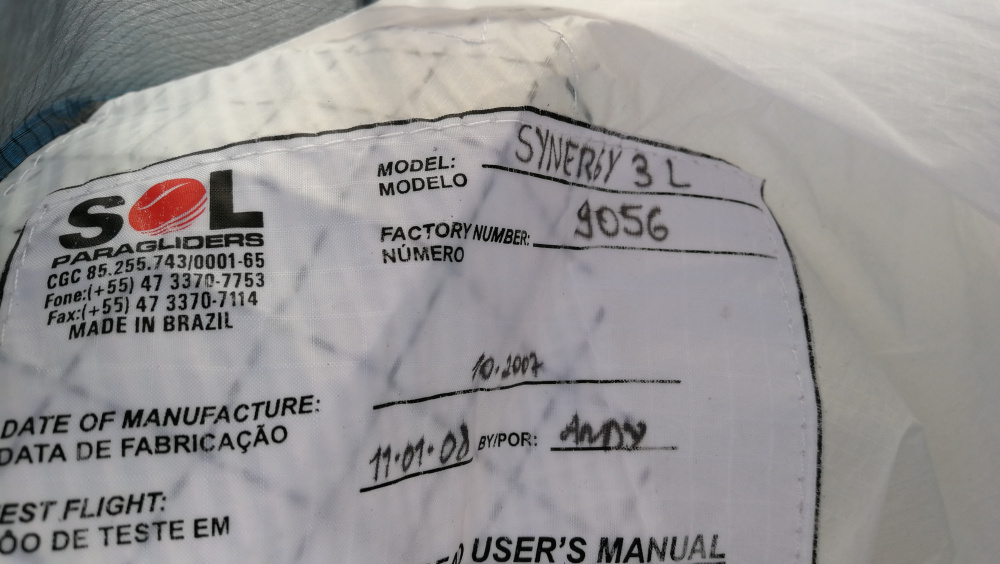 SOL
PARAGLIDERS
CGC 85.255.743/0001-65
Fone:(+55) 47 3370-7753
Fax:(+55) 47 3370-7114
MADE IN BRAZIL
MODEL: SYNERGY 3 L
MODELO
FACTORY NUMBER: 9056
NÚMERO
10.2007
DATE OF MANUFACTURE:
DATA DE FABRICAÇÃO
11.01.08 BY/POR: ANDY
EST FLIGHT:
ÔO DE TESTE EM
USER'S MANUAL